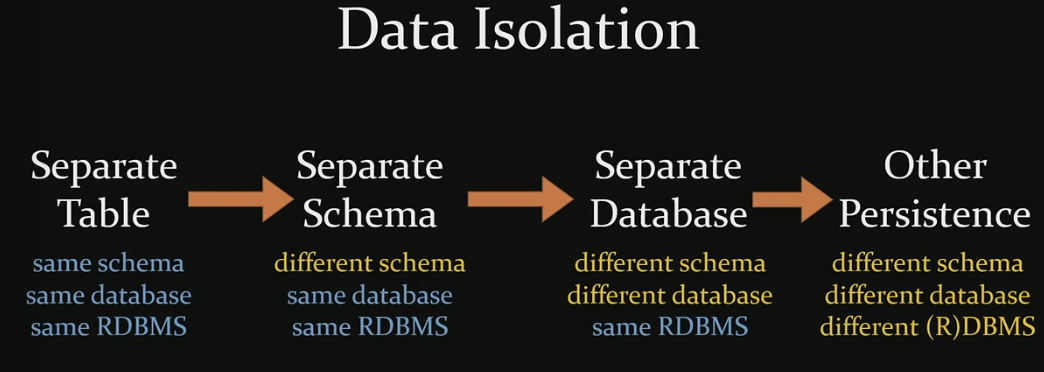 Data Isolation
Separate
Table
same schema
same database
same RDBMS
Separate
Schema
different schema
same database
same RDBMS
Separate
Database
different schema
different database
same RDBMS
Other
Persistence
different schema
different database
different (R)DBMS